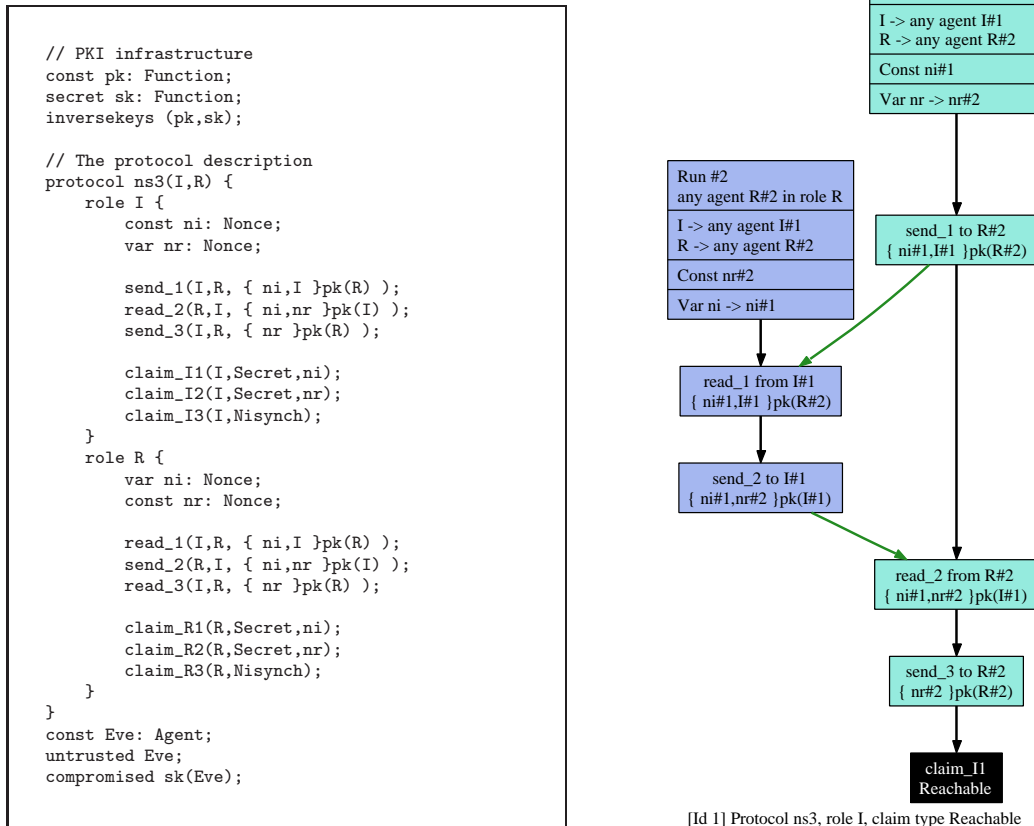 // PKI infrastructure
const pk: Function;
secret sk: Function;
inversekeys (pk,sk);
// The protocol description
protocol ns3(I,R) {
role I {
const ni: Nonce;
var nr: Nonce;
send_1(I,R, { ni,I }pk(R) );
read_2(R,I, { ni,nr }pk(I) );
send_3(I,R, { nr }pk(R) );
claim_I1(I,Secret,ni);
claim_I2(I,Secret,nr);
claim_I3(I,Nisynch);
}
role R {
var ni: Nonce;
const nr: Nonce;
read_1(I,R, { ni,I }pk(R) );
send_2(R,I, { ni,nr }pk(I) );
read_3(I,R, { nr }pk(R) );
claim_R1(R,Secret,ni);
claim_R2(R,Secret,nr);
claim_R3(R,Nisynch);
}
}
const Eve: Agent;
untrusted Eve;
compromised sk(Eve);
I -> any agent I#1
R -> any agent R#2
Const ni#1
Var nr -> nr#2
Run #2
any agent R#2 in role R
I -> any agent I#1
R -> any agent R#2
Const nr#2
Var ni -> ni#1
send_1 to R#2
{ ni#1,I#1 }pk(R#2)
read_1 from I#1
{ ni#1,I#1 }pk(R#2)
send_2 to I#1
{ ni#1,nr#2 }pk(I#1)
read_2 from R#2
{ ni#1,nr#2 }pk(I#1)
send_3 to R#2
{ nr#2 }pk(R#2)
claim_I1
Reachable
[Id 1] Protocol ns3, role I, claim type Reachable